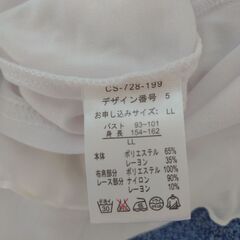 CS-728-199
デザイン番号 5
お申し込みサイズ: LL
バスト 93~101
身長 154~162
LL
本体 ポリエステル 65%
レーヨン 35%
布帛部分 ポリエステル 100%
レース部分 ナイロン 90%
レーヨン 10%